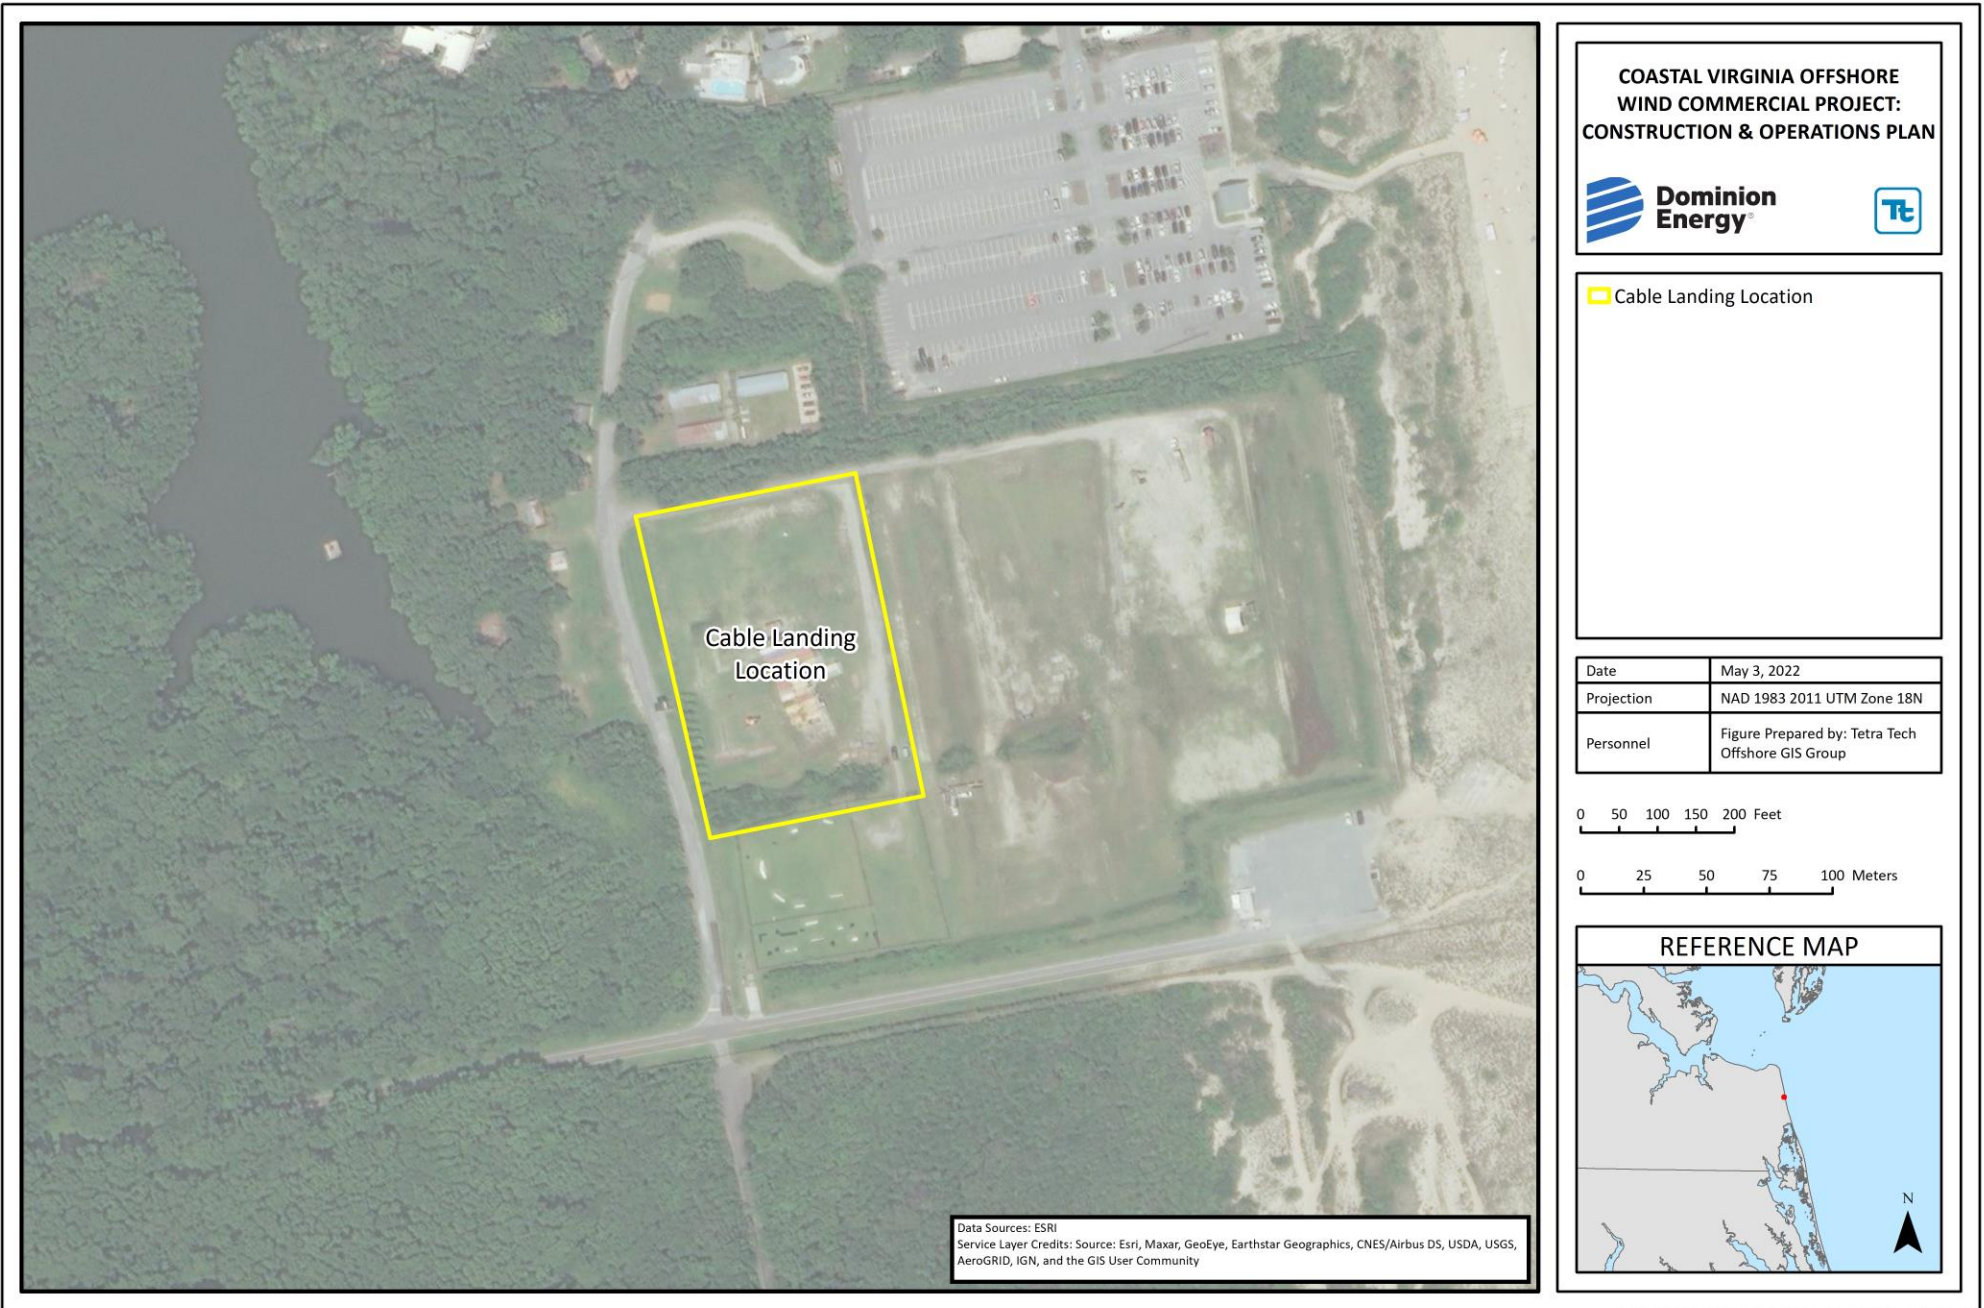 COASTAL VIRGINIA OFFSHORE
WIND COMMERCIAL PROJECT:
CONSTRUCTION & OPERATIONS PLAN
Dominion
Energy®
Tt
Cable Landing Location
Cable Landing
Location
Date May 3, 2022
Projection NAD 1983 2011 UTM Zone 18N
Personnel Figure Prepared by: Tetra Tech
Offshore GIS Group
0 50 100 150 200 Feet
0 25 50 75 100 Meters
REFERENCE MAP
N
Data Sources: ESRI
Service Layer Credits: Source: Esri, Maxar, GeoEye, Earthstar Geographics, CNES/Airbus DS, USDA, USGS,
AeroGRID, IGN, and the GIS User Community